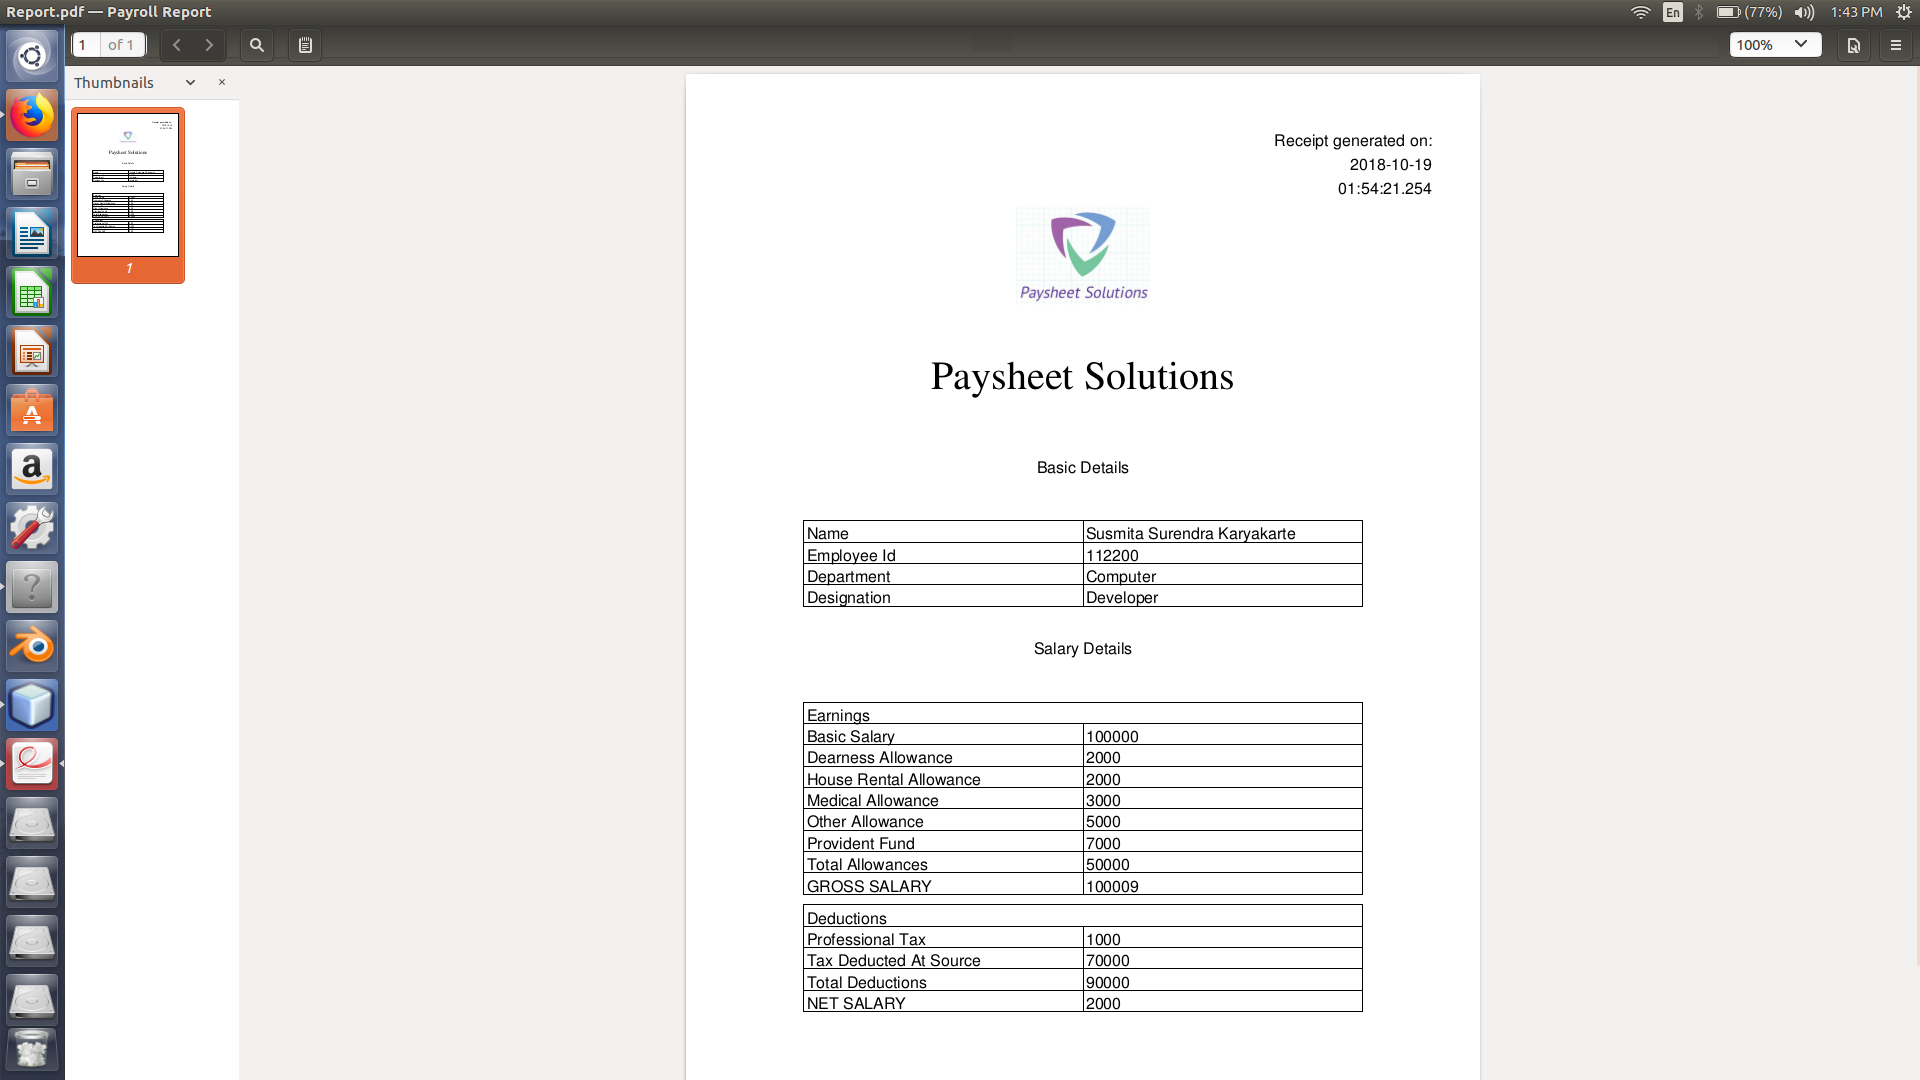 Report.pdf — Payroll Report
En
(77%)
1:43 PM
1 of 1
100%
Thumbnails
1
Receipt generated on:
2018-10-19
01:54:21.254
Paysheet Solutions
Paysheet Solutions
Basic Details
Name Susmita Surendra Karyakarte
Employee Id 112200
Department Computer
Designation Developer
Salary Details
Earnings
Basic Salary 100000
Dearness Allowance 2000
House Rental Allowance 2000
Medical Allowance 3000
Other Allowance 5000
Provident Fund 7000
Total Allowances 50000
GROSS SALARY 100009
Deductions
Professional Tax 1000
Tax Deducted At Source 70000
Total Deductions 90000
NET SALARY 2000